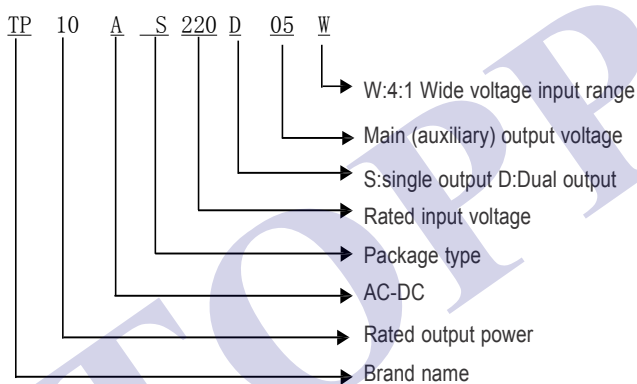 TP 10 A S 220 D 05 W
W:4:1 Wide voltage input range
Main (auxiliary) output voltage
S:single output D:Dual output
Rated input voltage
Package type
AC-DC
Rated output power
Brand name